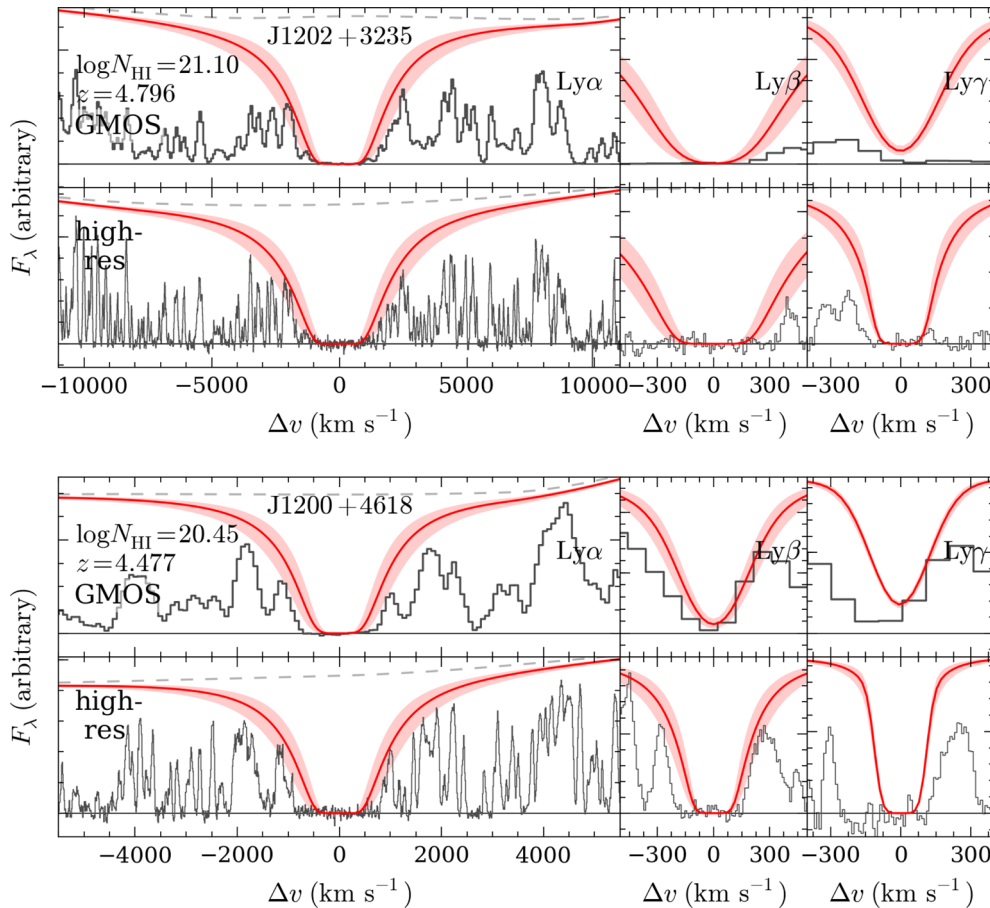 J1202+3235
logN_HI=21.10
z=4.796
GMOS
Lyα
Lyβ
Lyγ
F_λ (arbitrary)
high-
res
−10000 −5000 0 5000 10000
−300 0 300
−300 0 300
Δv (km s⁻¹)
Δv (km s⁻¹)
Δv (km s⁻¹)
J1200+4618
logN_HI=20.45
z=4.477
GMOS
Lyα
Lyβ
Lyγ
F_λ (arbitrary)
high-
res
−4000 −2000 0 2000 4000
−300 0 300
−300 0 300
Δv (km s⁻¹)
Δv (km s⁻¹)
Δv (km s⁻¹)